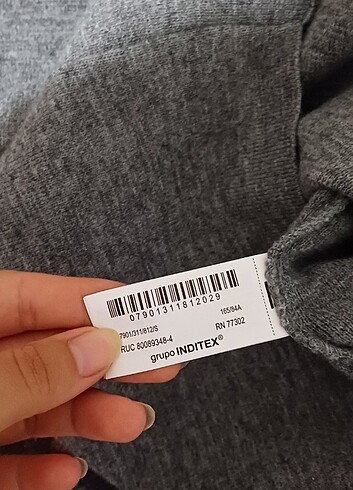 07901311812029
7901/311/812/S
165/84A
RUC 80089348-4
RN 77302
grupo INDITEX®